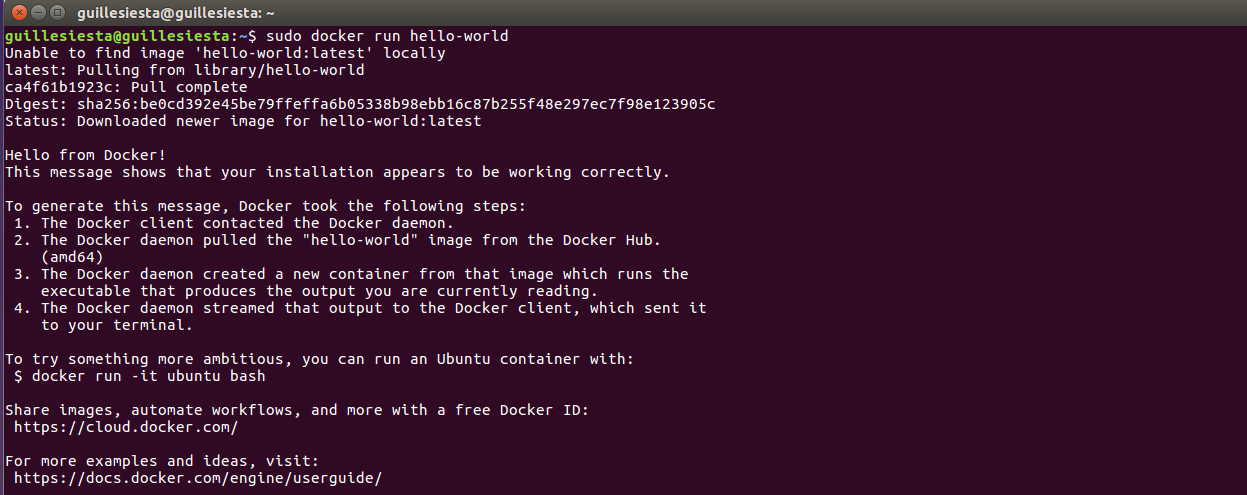 guillesiesta@guillesiesta: ~
guillesiesta@guillesiesta:~$ sudo docker run hello-world
Unable to find image 'hello-world:latest' locally
latest: Pulling from library/hello-world
ca4f61b1923c: Pull complete
Digest: sha256:be0cd392e45be79ffeffa6b05338b98ebb16c87b255f48e297ec7f98e123905c
Status: Downloaded newer image for hello-world:latest

Hello from Docker!
This message shows that your installation appears to be working correctly.

To generate this message, Docker took the following steps:
 1. The Docker client contacted the Docker daemon.
 2. The Docker daemon pulled the "hello-world" image from the Docker Hub.
    (amd64)
 3. The Docker daemon created a new container from that image which runs the
    executable that produces the output you are currently reading.
 4. The Docker daemon streamed that output to the Docker client, which sent it
    to your terminal.

To try something more ambitious, you can run an Ubuntu container with:
 $ docker run -it ubuntu bash

Share images, automate workflows, and more with a free Docker ID:
 https://cloud.docker.com/

For more examples and ideas, visit:
 https://docs.docker.com/engine/userguide/